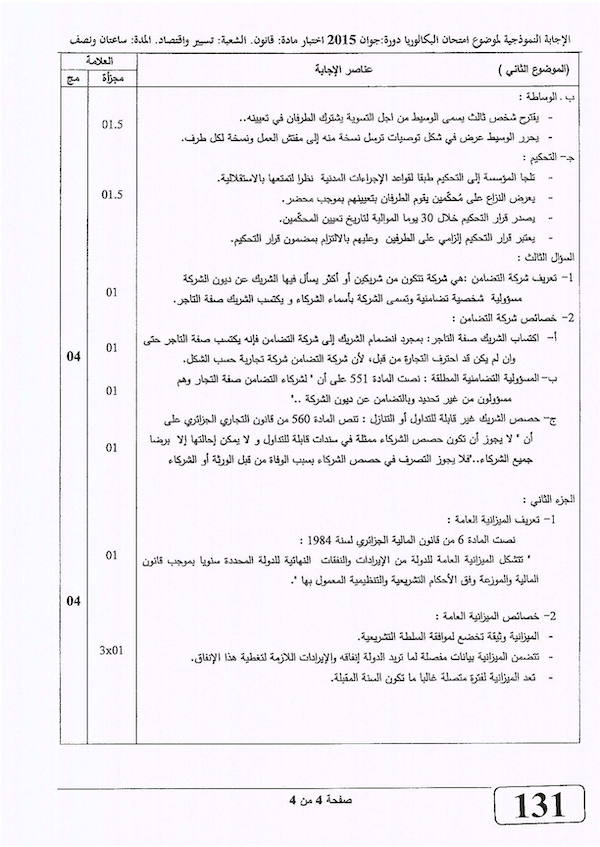 الإجابة النموذجية لموضوع امتحان البكالوريا دورة:جوان 2015 اختبار مادة: قانون. الشعبة: تسيير واقتصاد. المدة: ساعتان ونصف
(الموضوع الثاني )
عناصر الإجابة
العلامة
مجزأة
مج
ب . الوساطة :
- يقترح شخص ثالث يسمى الوسيط من اجل التسوية يشترك الطرفان في تعيينه..
01.5
- يحرر الوسيط عرض في شكل توصيات ترسل نسخة منه إلى مفتش العمل ونسخة لكل طرف.
جـ- التحكيم :
- تلجا المؤسسة إلى التحكيم طبقا لقواعد الإجراءات المدنية نظرا لتمتعها بالاستقلالية.
- يعرض النزاع على مُحكّمين يقوم الطرفان بتعيينهم بموجب محضر.
01.5
- يصدر قرار التحكيم خلال 30 يوما الموالية لتاريخ تعيين المحكّمين.
- يعتبر قرار التحكيم إلزامي على الطرفين وعليهم بالالتزام بمضمون قرار التحكيم.
السؤال الثالث :
1- تعريف شركة التضامن :هي شركة تتكون من شريكين أو أكثر يسأل فيها الشريك عن ديون الشركة
01
مسؤولية شخصية تضامنية وتسمى الشركة بأسماء الشركاء و يكتسب الشريك صفة التاجر.
2- خصائص شركة التضامن :
أ- اكتساب الشريك صفة التاجر: بمجرد انضمام الشريك إلى شركة التضامن فإنه يكتسب صفة التاجر حتى
01
04
وإن لم يكن قد احترف التجارة من قبل، لأن شركة التضامن شركة تجارية حسب الشكل.
ب- المسؤولية التضامنية المطلقة : نصت المادة 551 على أن " لشركاء التضامن صفة التجار وهم
01
مسؤولون من غير تحديد وبالتضامن عن ديون الشركة .."
ج- حصص الشريك غير قابلة للتداول أو التنازل : تنص المادة 560 من قانون التجاري الجزائري على
أن " لا يجوز أن تكون حصص الشركاء ممثلة في سندات قابلة للتداول و لا يمكن إحالتها إلا برضا
01
جميع الشركاء.."فلا يجوز التصرف في حصص الشركاء بسبب الوفاة من قبل الورثة أو الشركاء
الجزء الثاني :
1- تعريف الميزانية العامة :
نصت المادة 6 من قانون المالية الجزائري لسنة 1984 :
01
" تتشكل الميزانية العامة للدولة من الإيرادات والنفقات النهائية للدولة المحددة سنويا بموجب قانون
المالية والموزعة وفق الأحكام التشريعية والتنظيمية المعمول بها ".
04
2- خصائص الميزانية العامة :
- الميزانية وثيقة تخضع لموافقة السلطة التشريعية.
3x01
- تتضمن الميزانية بيانات مفصلة لما تريد الدولة إنفاقه والإيرادات اللازمة لتغطية هذا الإنفاق.
- تعد الميزانية لفترة متصلة غالبا ما تكون السنة المقبلة.
صفحة 4 من 4
131